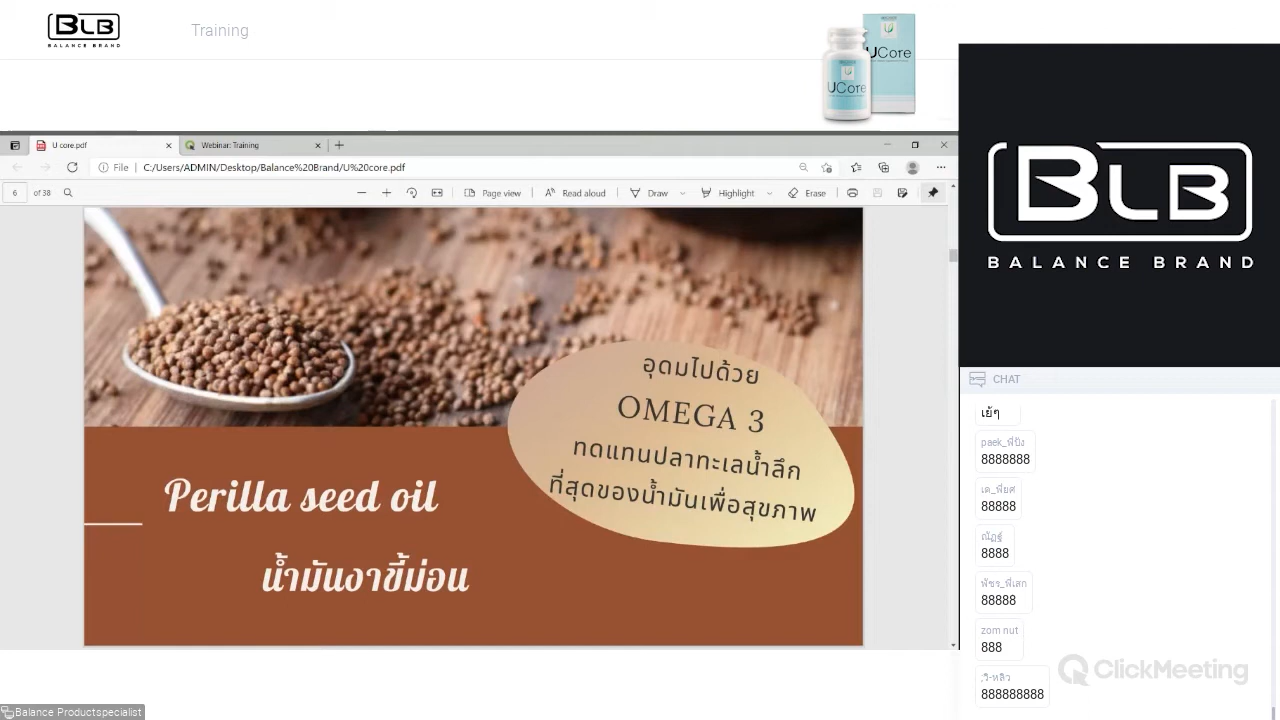 BLB
BALANCE BRAND
Training
UCore
UCore
U core.pdf
Webinar: Training
File
C:/Users/ADMIN/Desktop/Balance%20Brand/U%20core.pdf
6 of 38
Page view
Read aloud
Draw
Highlight
Erase
อุดมไปด้วย
OMEGA 3
ทดแทนปลาทะเลน้ำลึก
ที่สุดของน้ำมันเพื่อสุขภาพ
Perilla seed oil
น้ำมันงาขี้ม่อน
Balance Productspecialist
BLB
BALANCE BRAND
CHAT
เย้ๆ
paek_พี่ปัง
8888888
เด_พี่ยศ
88888
ณัฏฐ์
8888
พัชร_พี่เสก
88888
zom nut
888
,วิ-หลิว
888888888
ClickMeeting